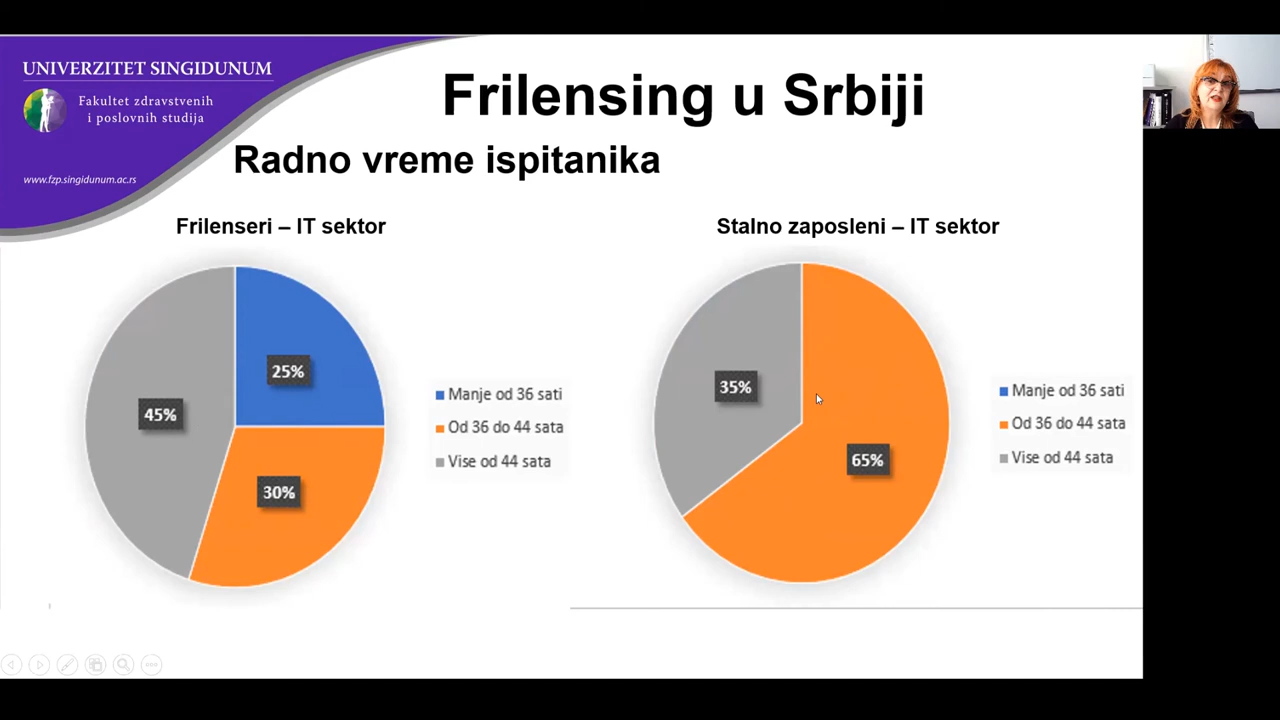 UNIVERZITET SINGIDUNUM
Fakultet zdravstvenih
i poslovnih studija
www.fzp.singidunum.ac.rs
Frilensing u Srbiji
Radno vreme ispitanika
Frilenseri – IT sektor
25%
45%
30%
Manje od 36 sati
Od 36 do 44 sata
Vise od 44 sata
Stalno zaposleni – IT sektor
35%
65%
Manje od 36 sati
Od 36 do 44 sata
Vise od 44 sata